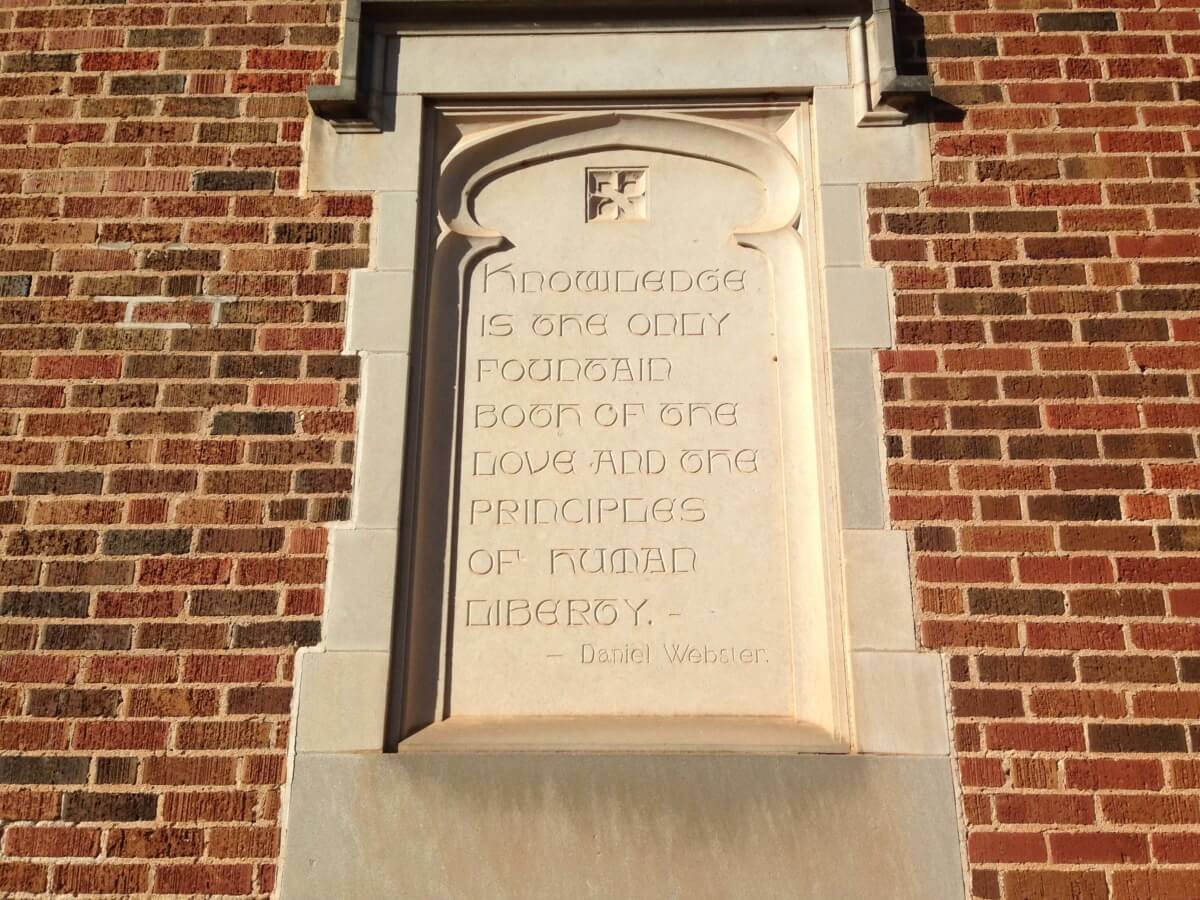 Knowledge
is the only
fountain
both of the
love and the
principles
of human
liberty. -
- Daniel Webster.